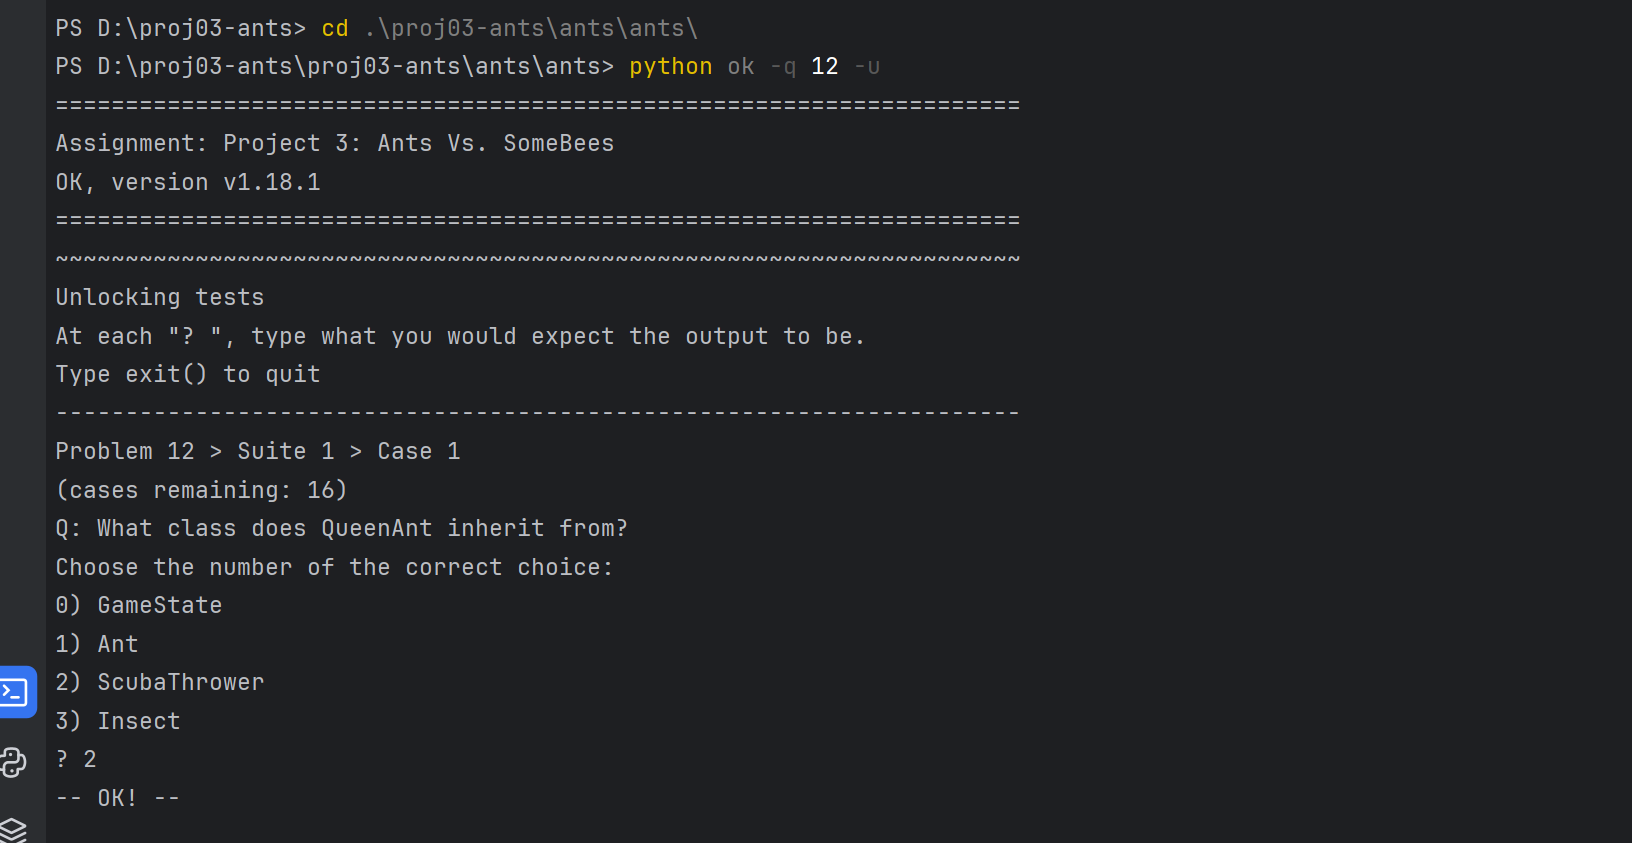 PS D:\proj03-ants> cd .\proj03-ants\ants\ants\
PS D:\proj03-ants\proj03-ants\ants\ants> python ok -q 12 -u
=====================================================================
Assignment: Project 3: Ants Vs. SomeBees
OK, version v1.18.1
=====================================================================
~~~~~~~~~~~~~~~~~~~~~~~~~~~~~~~~~~~~~~~~~~~~~~~~~~~~~~~~~~~~~~~~~~~~~
Unlocking tests
At each "? ", type what you would expect the output to be.
Type exit() to quit
---------------------------------------------------------------------
Problem 12 > Suite 1 > Case 1
(cases remaining: 16)
Q: What class does QueenAnt inherit from?
Choose the number of the correct choice:
0) GameState
1) Ant
2) ScubaThrower
3) Insect
? 2
-- OK! --